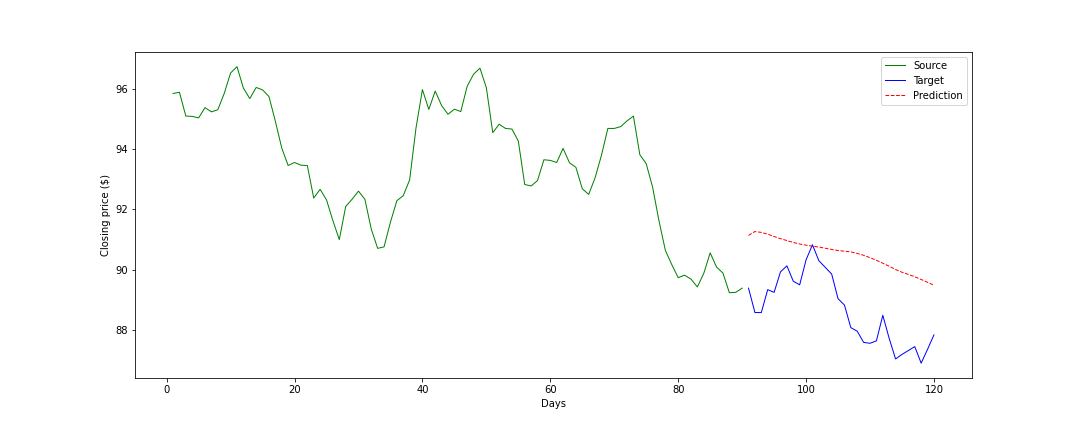 Source
Target
Prediction
Closing price ($)
96
94
92
90
88
0 20 40 60 80 100 120
Days